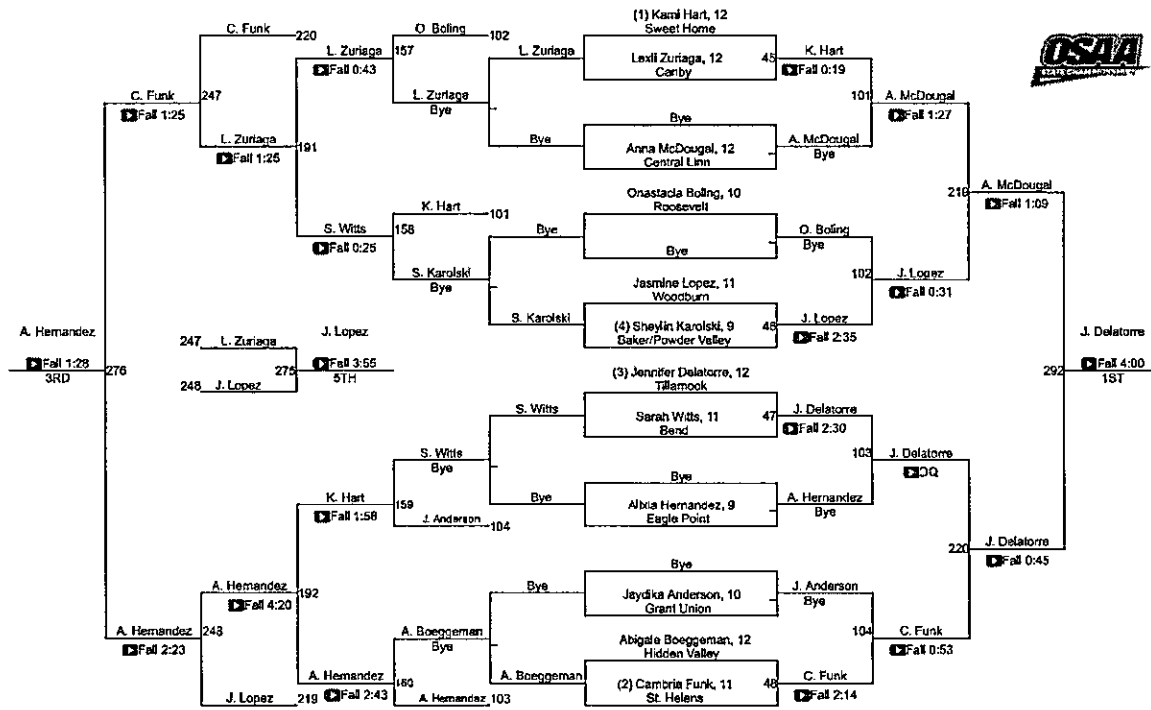 OSAA
STATE CHAMPIONSHIPS
(1) Kami Hart, 12
Sweet Home
Lexli Zuriaga, 12
Canby
45
Bye
Anna McDougal, 12
Central Linn
Onastacia Boling, 10
Roosevelt
Bye
Jasmine Lopez, 11
Woodburn
(4) Sheylin Karolski, 9
Baker/Powder Valley
46
(3) Jennifer Delatorre, 12
Tillamook
Sarah Witts, 11
Bend
47
Bye
Alixia Hernandez, 9
Eagle Point
Bye
Jaydika Anderson, 10
Grant Union
Abigale Boeggeman, 12
Hidden Valley
(2) Cambria Funk, 11
St. Helens
48
K. Hart
Fall 0:19
101
A. McDougal
Bye
O. Boling
Bye
102
J. Lopez
Fall 2:35
J. Delatorre
Fall 2:30
103
A. Hernandez
Bye
J. Anderson
Bye
104
C. Funk
Fall 2:14
A. McDougal
Fall 1:27
J. Lopez
Fall 0:31
J. Delatorre
DQ
220
C. Funk
Fall 0:53
A. McDougal
Fall 1:09
J. Delatorre
Fall 0:45
292
J. Delatorre
Fall 4:00
1ST
L. Zuriaga
Bye
Bye
S. Karolski
S. Witts
Bye
Bye
A. Boeggeman
O. Boling
102
157
L. Zuriaga
Bye
K. Hart
101
158
S. Karolski
Bye
S. Witts
Bye
159
J. Anderson
104
A. Boeggeman
Bye
160
A. Hernandez
103
L. Zuriaga
Fall 0:43
191
S. Witts
Fall 0:25
K. Hart
Fall 1:58
192
A. Hernandez
Fall 2:43
C. Funk
220
247
L. Zuriaga
Fall 1:25
A. Hernandez
Fall 4:20
J. Lopez
219
C. Funk
Fall 1:25
276
A. Hernandez
Fall 2:23
A. Hernandez
Fall 1:28
3RD
247
L. Zuriaga
275
248
J. Lopez
J. Lopez
Fall 3:55
5TH